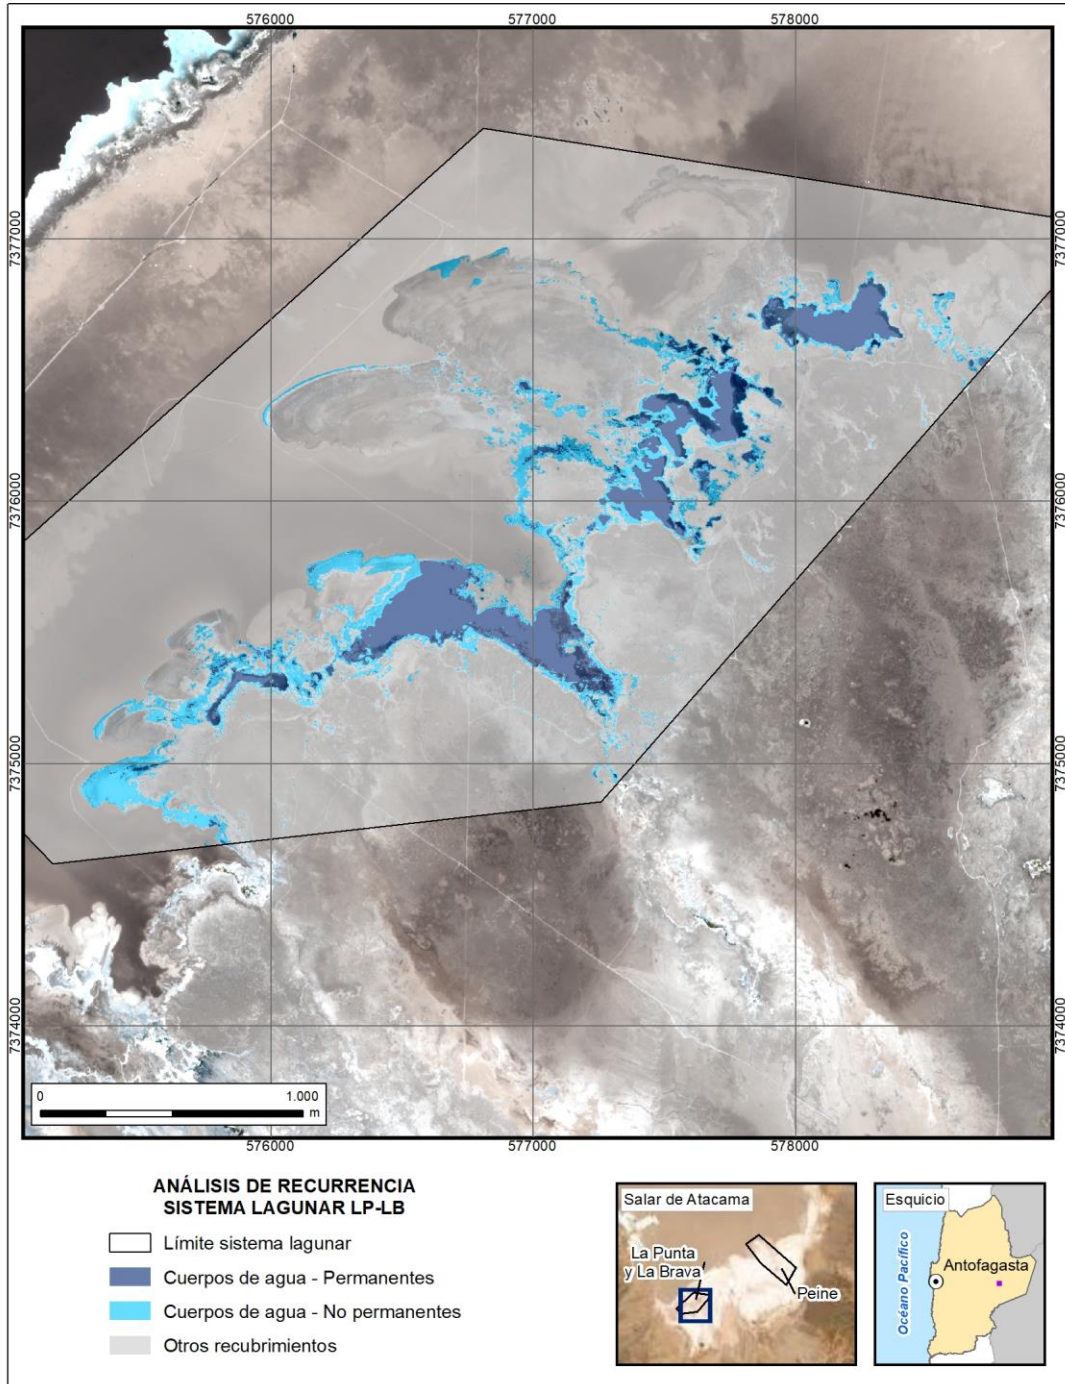 576000
577000
578000
7377000
7377000
7376000
7376000
7375000
7375000
7374000
7374000
0
1.000
m
576000
577000
578000
ANÁLISIS DE RECURRENCIA
SISTEMA LAGUNAR LP-LB
Límite sistema lagunar
Cuerpos de agua - Permanentes
Cuerpos de agua - No permanentes
Otros recubrimientos
Salar de Atacama
La Punta
y La Brava
Peine
Esquicio
Océano Pacífico
Antofagasta